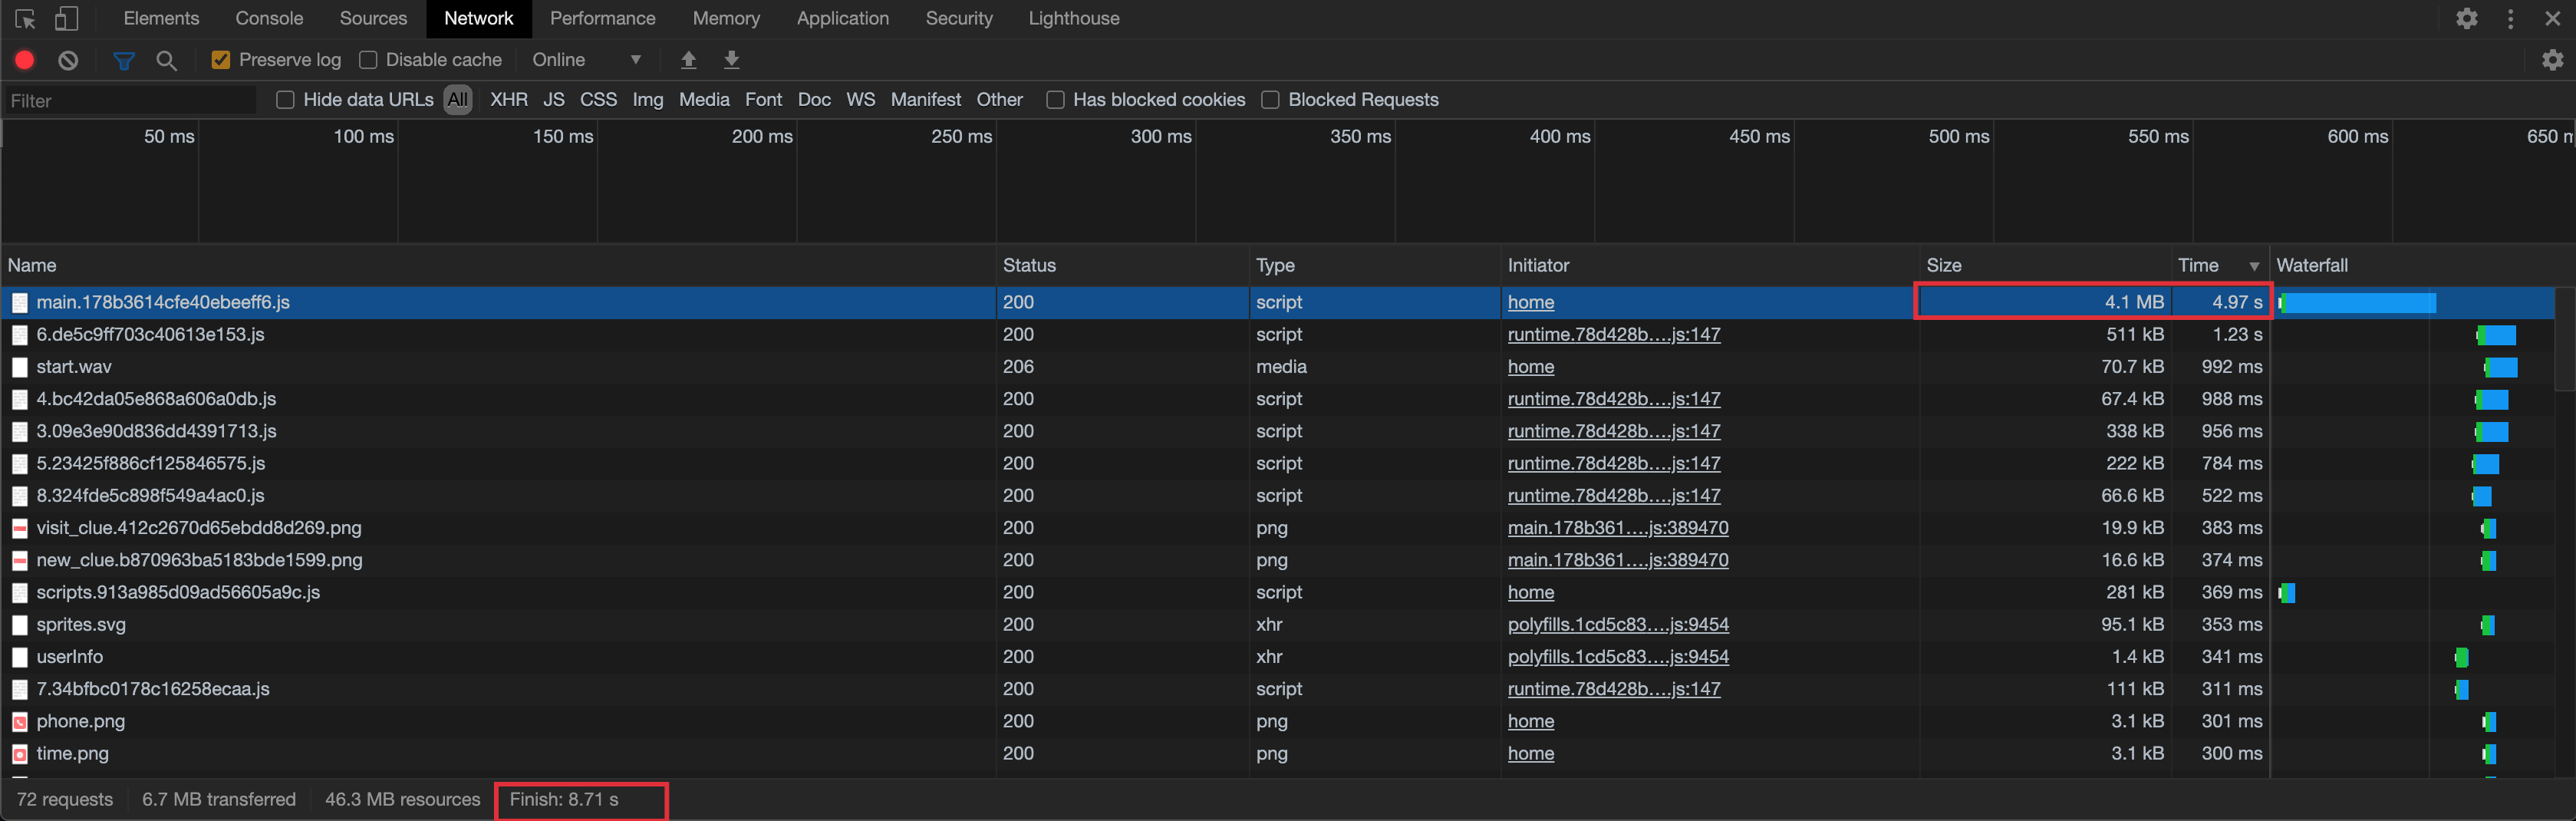 Elements Console Sources Network Performance Memory Application Security Lighthouse
Preserve log Disable cache Online
Filter Hide data URLs All XHR JS CSS Img Media Font Doc WS Manifest Other Has blocked cookies Blocked Requests
50 ms 100 ms 150 ms 200 ms 250 ms 300 ms 350 ms 400 ms 450 ms 500 ms 550 ms 600 ms 650 m
Name Status Type Initiator Size Time Waterfall
main.178b3614cfe40ebeeff6.js 200 script home 4.1 MB 4.97 s
6.de5c9ff703c40613e153.js 200 script runtime.78d428b….js:147 511 kB 1.23 s
start.wav 206 media home 70.7 kB 992 ms
4.bc42da05e868a606a0db.js 200 script runtime.78d428b….js:147 67.4 kB 988 ms
3.09e3e90d836dd4391713.js 200 script runtime.78d428b….js:147 338 kB 956 ms
5.23425f886cf125846575.js 200 script runtime.78d428b….js:147 222 kB 784 ms
8.324fde5c898f549a4ac0.js 200 script runtime.78d428b….js:147 66.6 kB 522 ms
visit_clue.412c2670d65ebdd8d269.png 200 png main.178b361….js:389470 19.9 kB 383 ms
new_clue.b870963ba5183bde1599.png 200 png main.178b361….js:389470 16.6 kB 374 ms
scripts.913a985d09ad56605a9c.js 200 script home 281 kB 369 ms
sprites.svg 200 xhr polyfills.1cd5c83….js:9454 95.1 kB 353 ms
userInfo 200 xhr polyfills.1cd5c83….js:9454 1.4 kB 341 ms
7.34bfbc0178c16258ecaa.js 200 script runtime.78d428b….js:147 111 kB 311 ms
phone.png 200 png home 3.1 kB 301 ms
time.png 200 png home 3.1 kB 300 ms
72 requests 6.7 MB transferred 46.3 MB resources Finish: 8.71 s